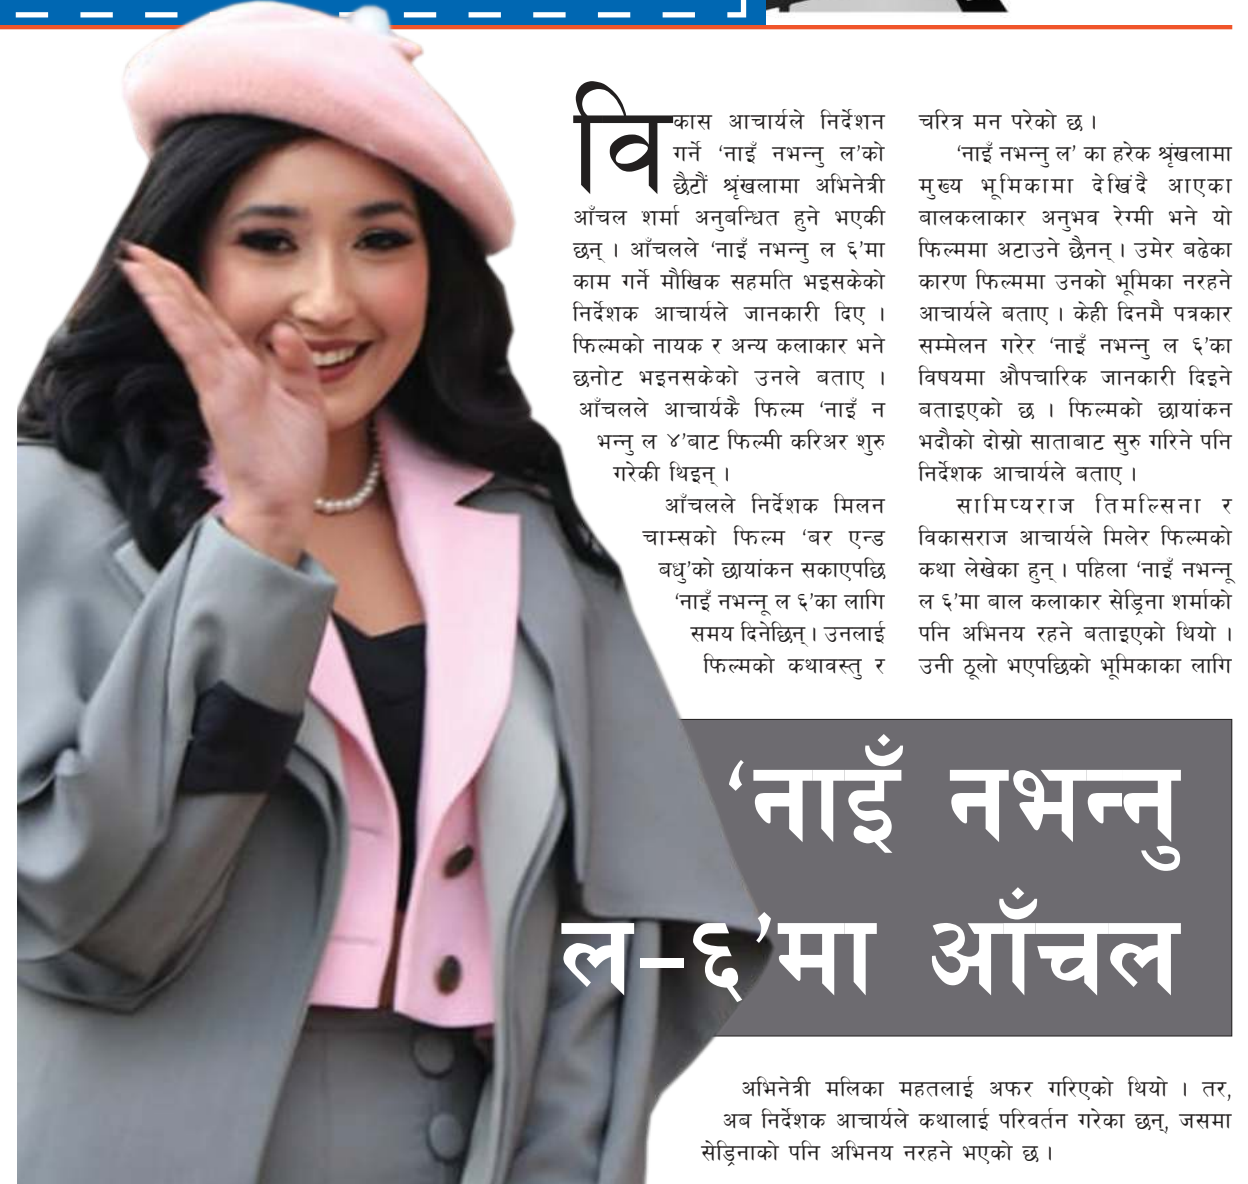 विकास आचार्यले निर्देशन
गर्ने ‘नाइँ नभन्नु ल’को
छैटौं श्रृंखलामा अभिनेत्री
आँचल शर्मा अनुबन्धित हुने भएकी
छन् । आँचलले ‘नाइँ नभन्नु ल ६’मा
काम गर्ने मौखिक सहमति भइसकेको
निर्देशक आचार्यले जानकारी दिए ।
फिल्मको नायक र अन्य कलाकार भने
छनोट भइनसकेको उनले बताए ।
आँचलले आचार्यकै फिल्म ‘नाइँ न
भन्नु ल ४’बाट फिल्मी करिअर शुरु
गरेकी थिइन् ।
आँचलले निर्देशक मिलन
चाम्सको फिल्म ‘बर एन्ड
बधु’को छायांकन सकाएपछि
‘नाइँ नभन्नू ल ६’का लागि
समय दिनेछिन् । उनलाई
फिल्मको कथावस्तु र
चरित्र मन परेको छ ।
‘नाइँ नभन्नु ल’ का हरेक श्रृंखलामा
मुख्य भूमिकामा देखिंदै आएका
बालकलाकार अनुभव रेग्मी भने यो
फिल्ममा अटाउने छैनन् । उमेर बढेका
कारण फिल्ममा उनको भूमिका नरहने
आचार्यले बताए । केही दिनमै पत्रकार
सम्मेलन गरेर ‘नाइँ नभन्नु ल ६’का
विषयमा औपचारिक जानकारी दिइने
बताइएको छ । फिल्मको छायांकन
भदौको दोस्रो साताबाट सुरु गरिने पनि
निर्देशक आचार्यले बताए ।
सामिप्यराज तिमल्सिना र
विकासराज आचार्यले मिलेर फिल्मको
कथा लेखेका हुन् । पहिला ‘नाइँ नभन्नू
ल ६’मा बाल कलाकार सेड्रिना शर्माको
पनि अभिनय रहने बताइएको थियो ।
उनी ठूलो भएपछिको भूमिकाका लागि
‘नाइँ नभन्नु
ल–६’मा आँचल
अभिनेत्री मलिका महतलाई अफर गरिएको थियो । तर,
अब निर्देशक आचार्यले कथालाई परिवर्तन गरेका छन्, जसमा
सेड्रिनाको पनि अभिनय नरहने भएको छ ।